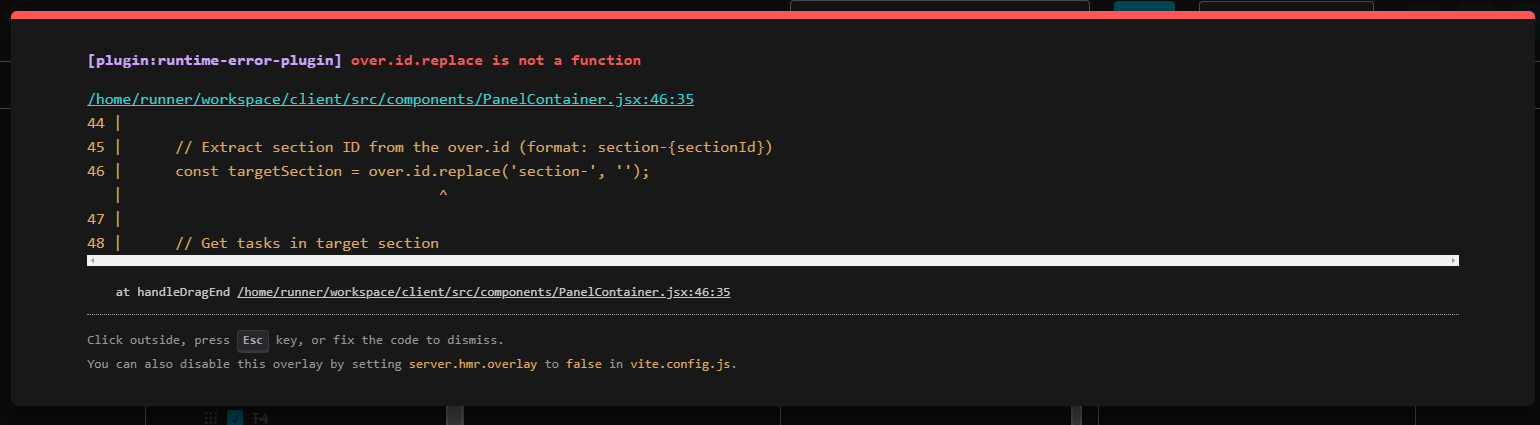 [plugin:runtime-error-plugin] over.id.replace is not a function
/home/runner/workspace/client/src/components/PanelContainer.jsx:46:35
44 |
45 |      // Extract section ID from the over.id (format: section-{sectionId})
46 |      const targetSection = over.id.replace('section-', '');
   |                                    ^
47 |
48 |      // Get tasks in target section
at handleDragEnd /home/runner/workspace/client/src/components/PanelContainer.jsx:46:35
Click outside, press Esc key, or fix the code to dismiss.
You can also disable this overlay by setting server.hmr.overlay to false in vite.config.js.
T4